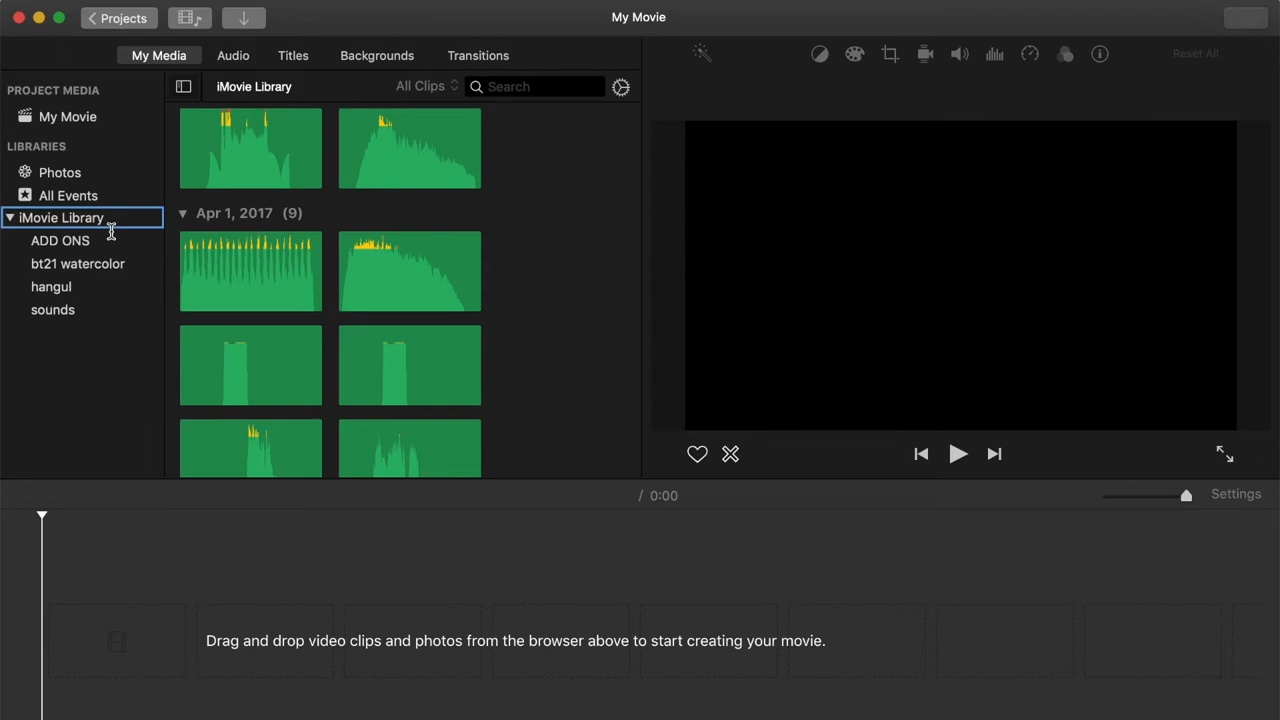 My Movie
Projects
My Media
Audio
Titles
Backgrounds
Transitions
Reset All
PROJECT MEDIA
My Movie
LIBRARIES
Photos
All Events
iMovie Library
ADD ONS
bt21 watercolor
hangul
sounds
iMovie Library
All Clips
Search
Apr 1, 2017 (9)
/ 0:00
Settings
Drag and drop video clips and photos from the browser above to start creating your movie.